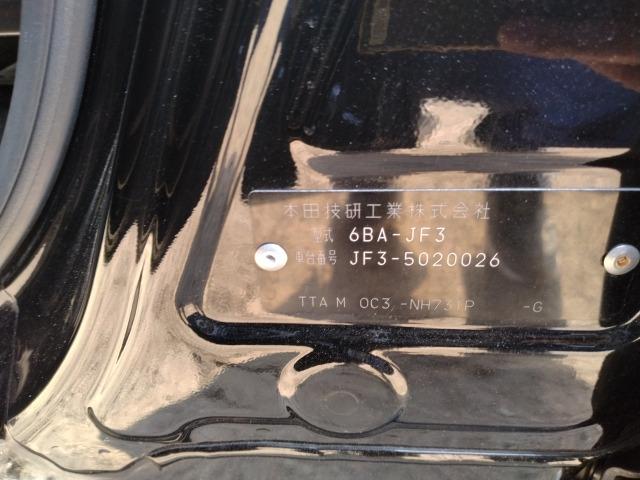 本田技研工業株式会社
型式 6BA-JF3
車台番号 JF3-5020026
TTA M OC3 -NH731P -G